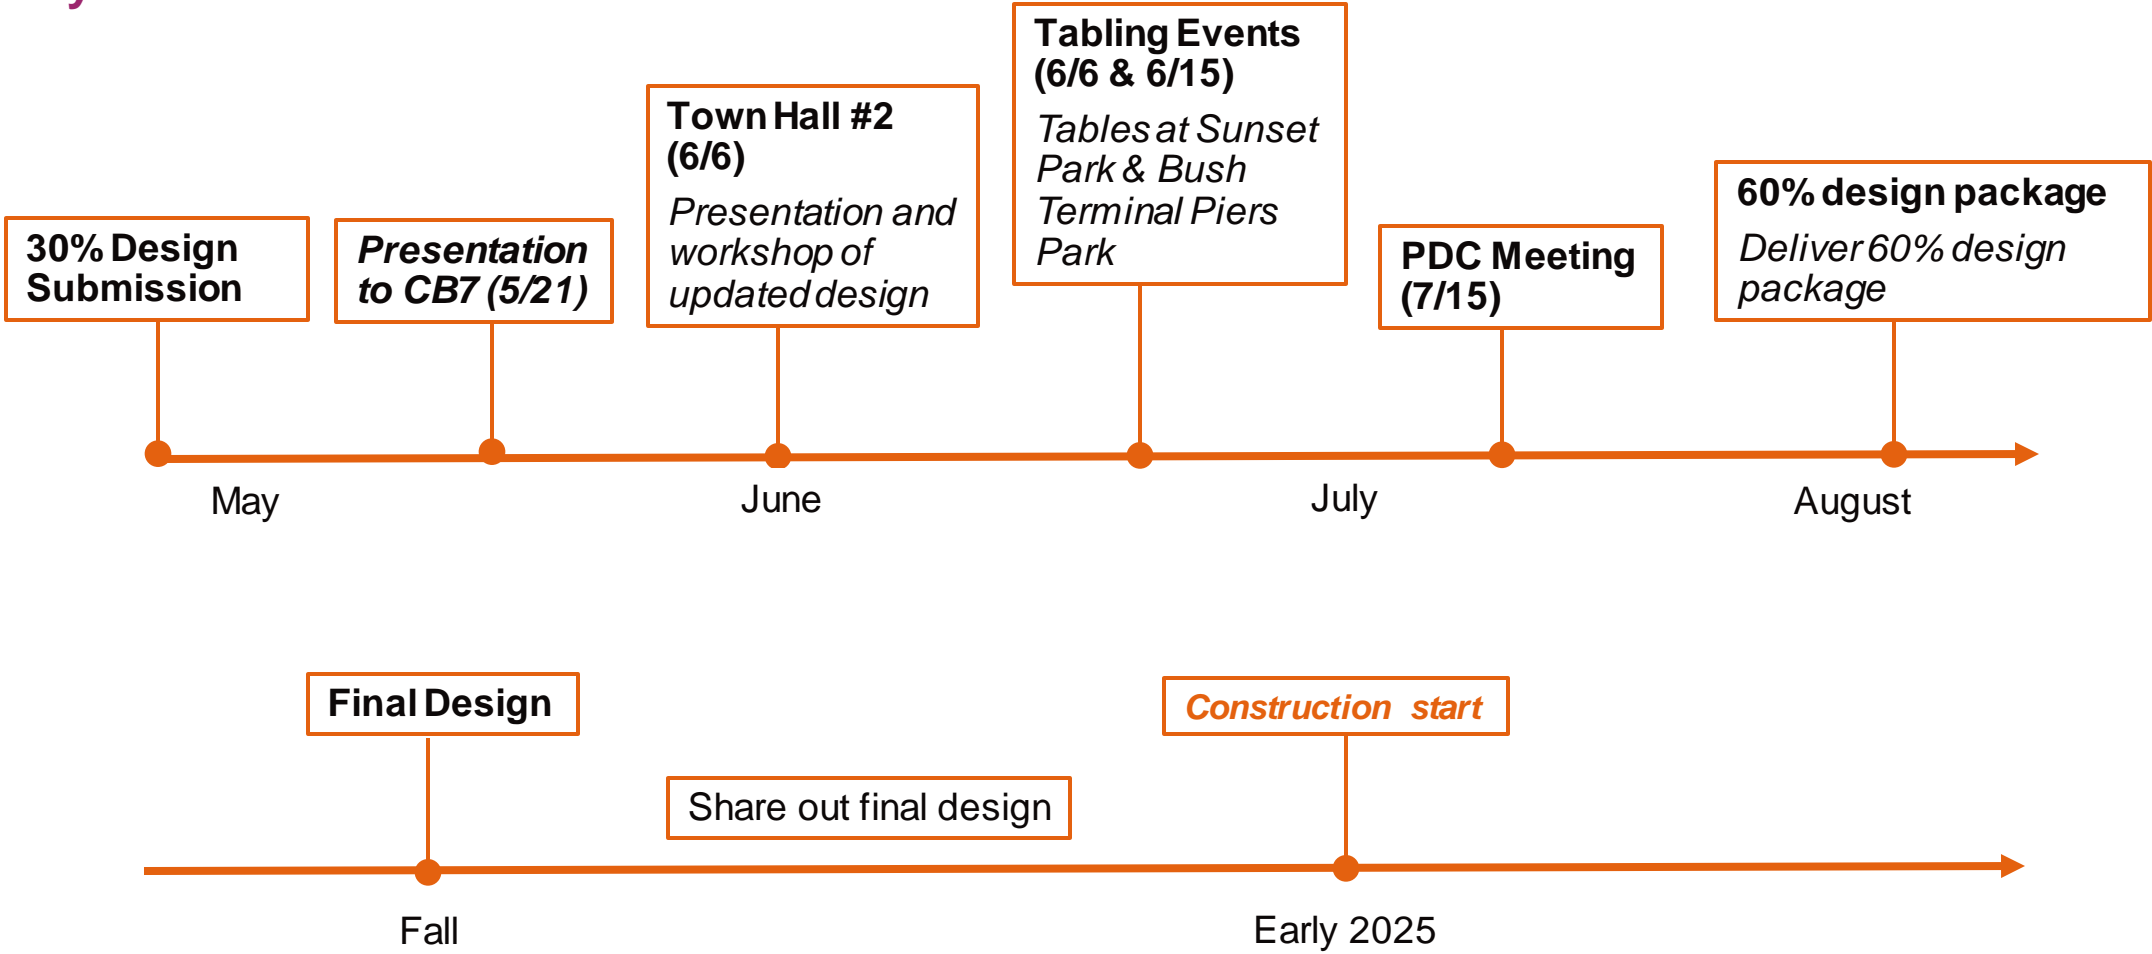 30% Design
Submission
Presentation
to CB7 (5/21)
Town Hall #2
(6/6)
Presentation and
workshop of
updated design
Tabling Events
(6/6 & 6/15)
Tables at Sunset
Park & Bush
Terminal Piers
Park
PDC Meeting
(7/15)
60% design package
Deliver 60% design
package
May
June
July
August
Final Design
Share out final design
Construction start
Fall
Early 2025